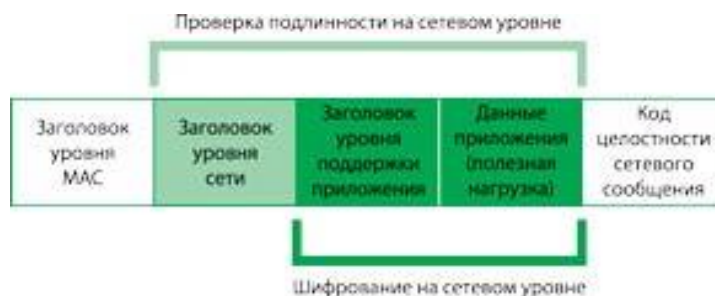 Проверка подлинности на сетевом уровне
Заголовок
уровня
MAC
Заголовок
уровня
сети
Заголовок
уровня
поддержки
приложения
Данные
приложения
(полезная
нагрузка)
Код
целостности
сетевого
сообщения
Шифрование на сетевом уровне